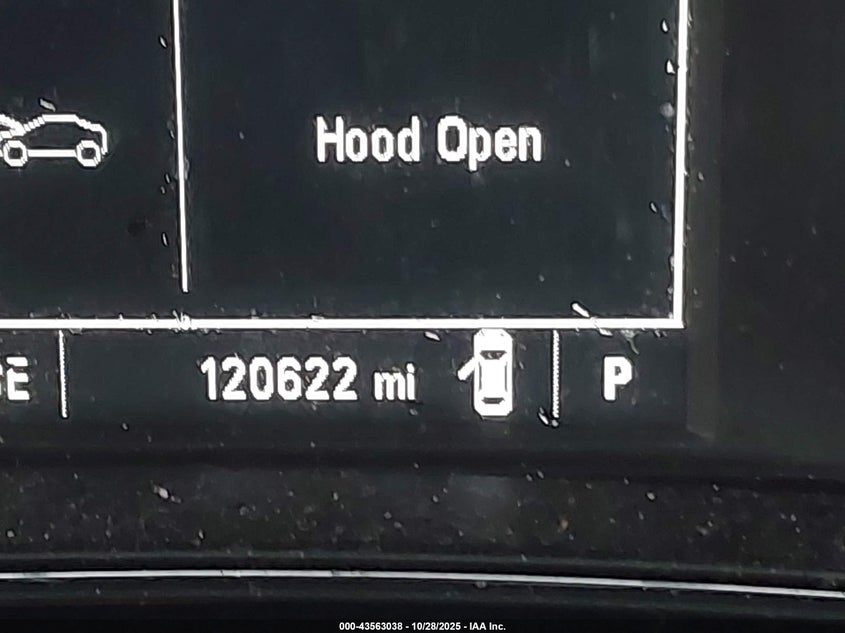 Hood Open
120622 mi
P
000-43563038 - 10/28/2025 - IAA Inc.